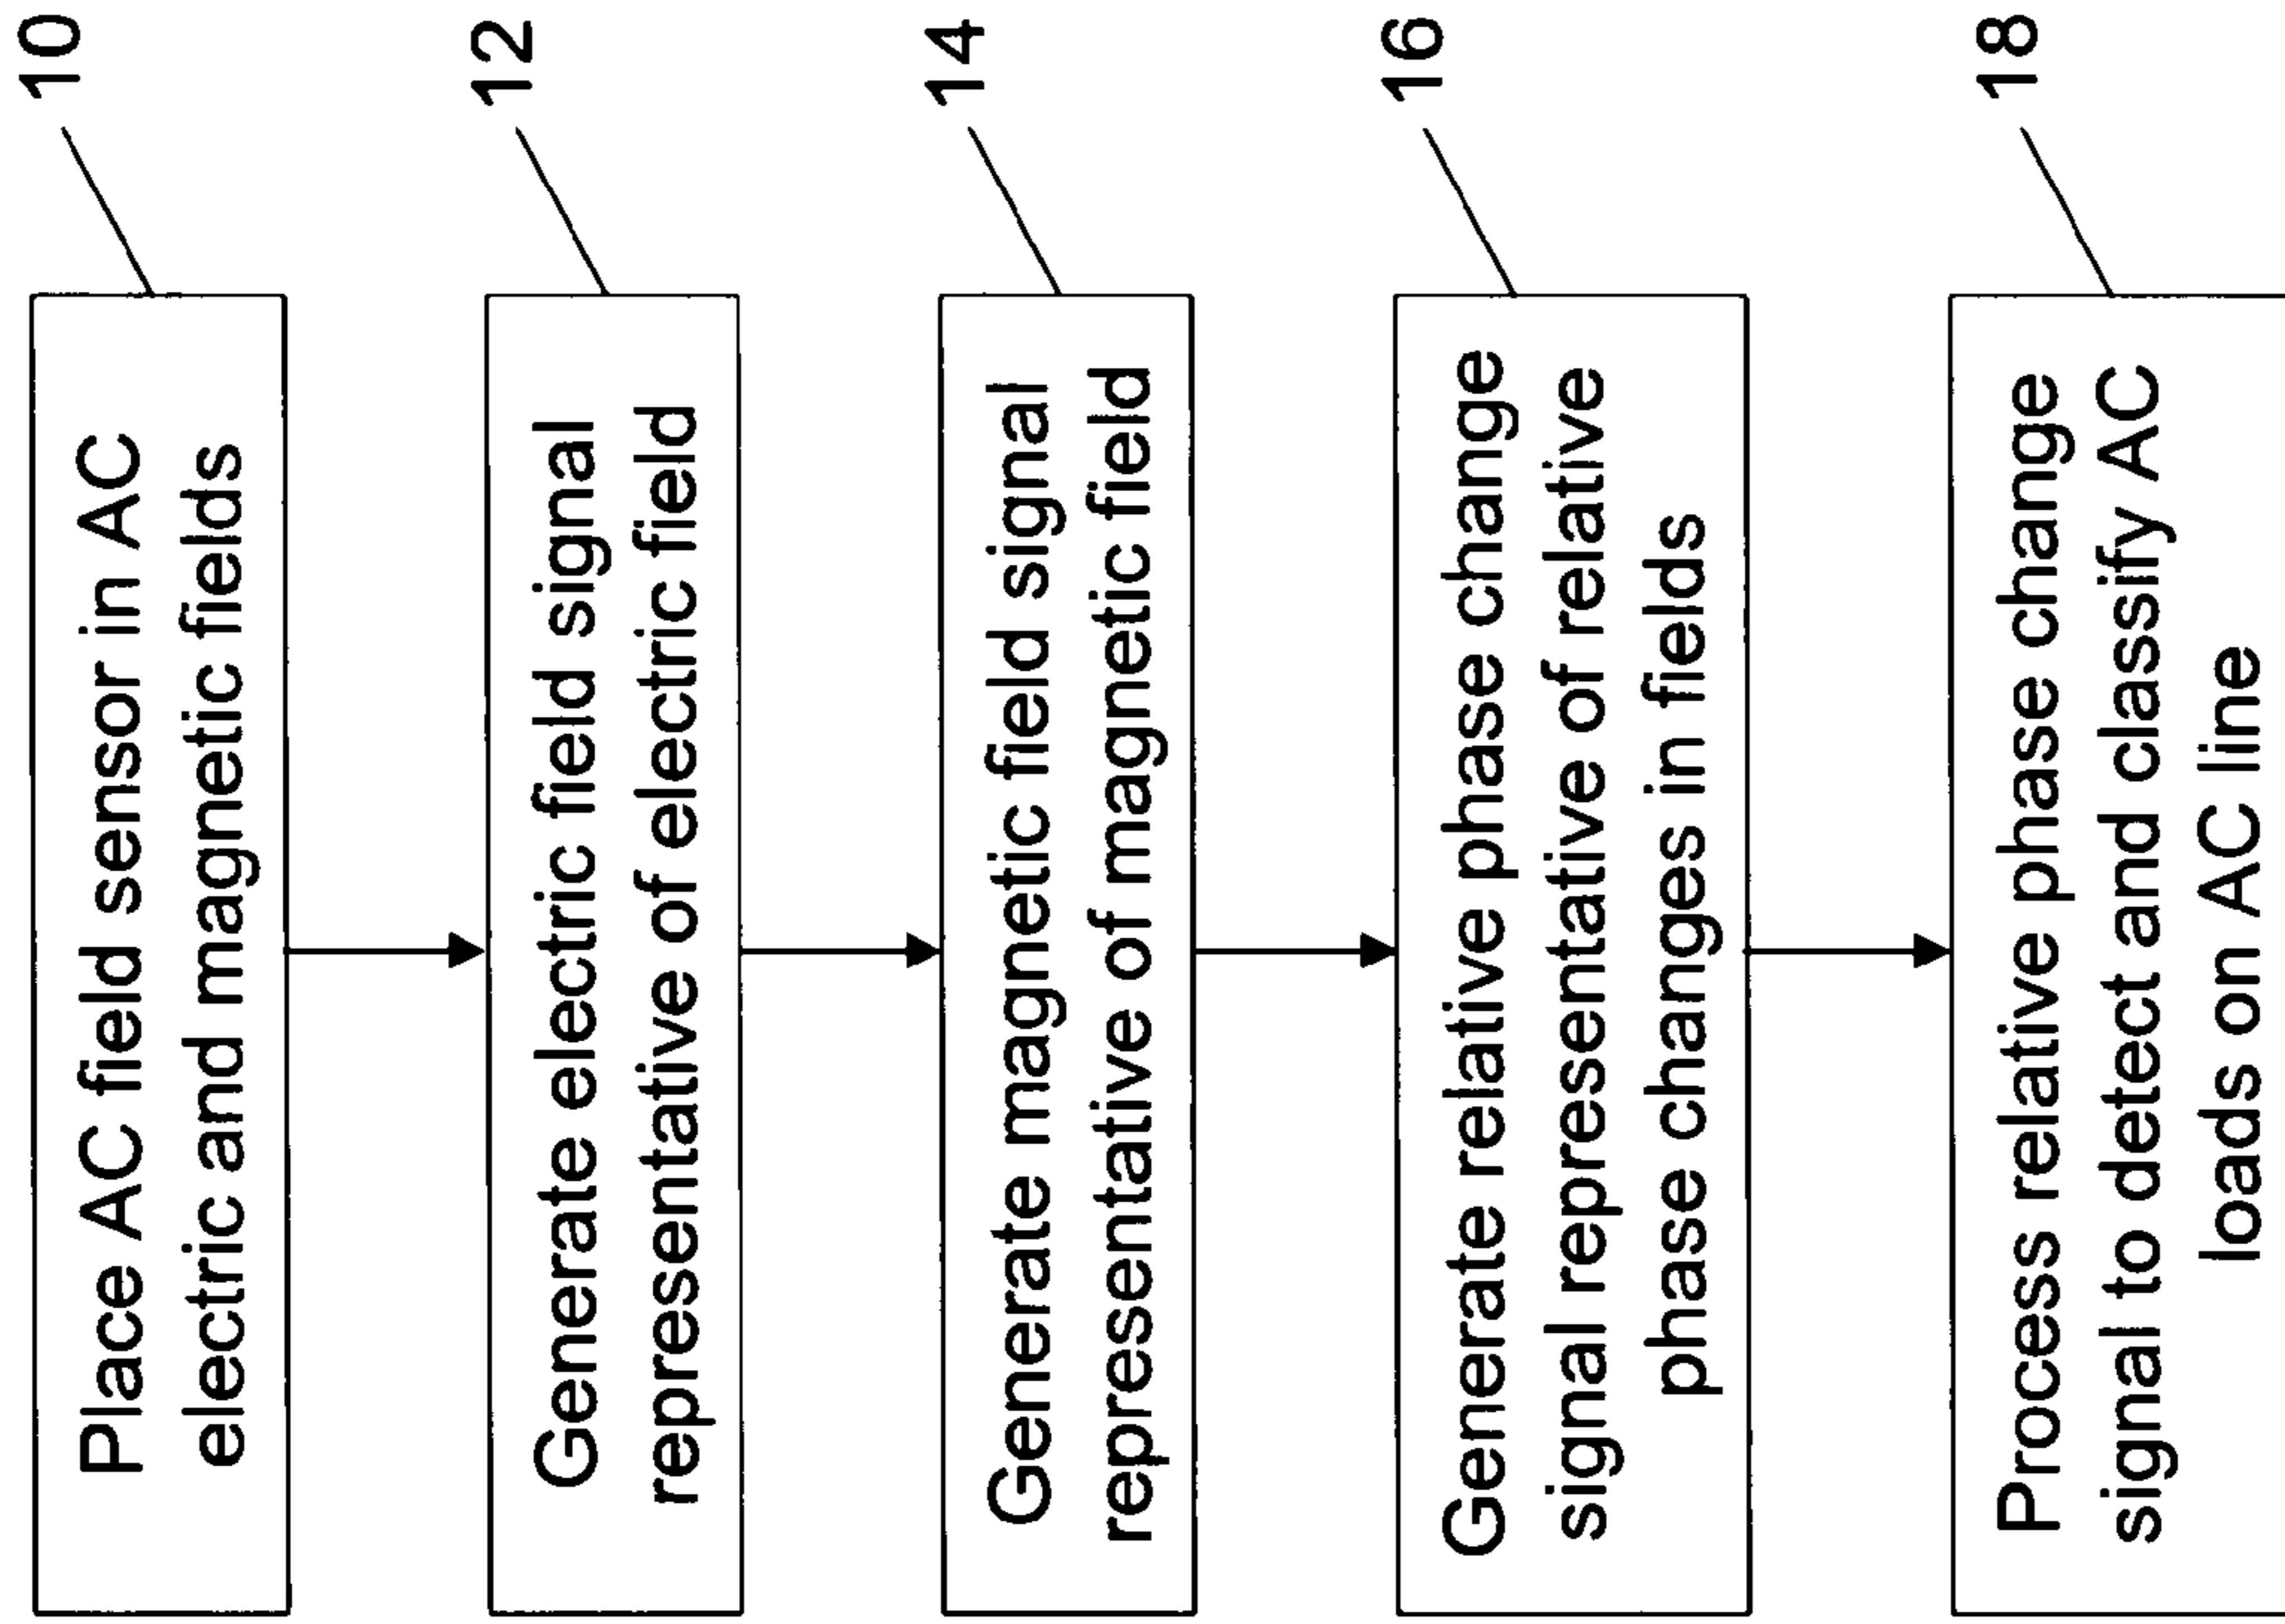 Place AC field sensor in AC
electric and magnetic fields
10
Generate electric field signal
representative of electric field
12
Generate magnetic field signal
representative of magnetic field
14
Generate relative phase change
signal representative of relative
phase changes in fields
16
Process relative phase change
signal to detect and classify AC
loads on AC line
18